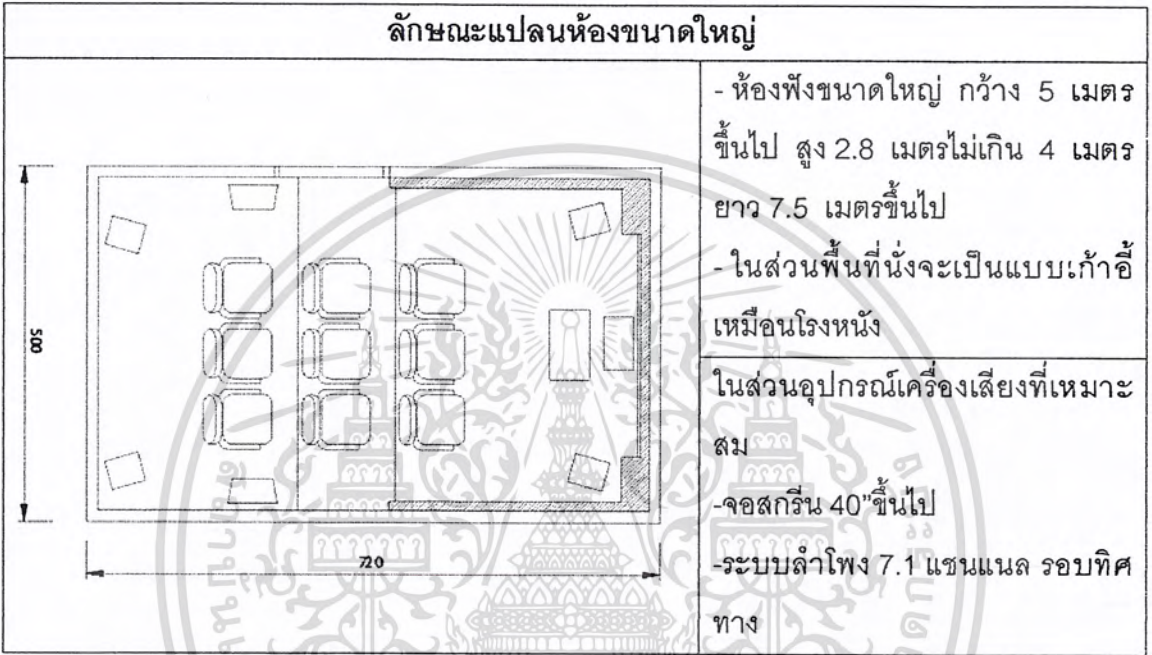 ลักษณะแปลนห้องขนาดใหญ่
500
720
- ห้องฟังขนาดใหญ่ กว้าง 5 เมตร
ขึ้นไป สูง 2.8 เมตรไม่เกิน 4 เมตร
ยาว 7.5 เมตรขึ้นไป
- ในส่วนพื้นที่นั่งจะเป็นแบบเก้าอี้
เหมือนโรงหนัง
ในส่วนอุปกรณ์เครื่องเสียงที่เหมาะ
สม
-จอสกรีน 40"ขึ้นไป
-ระบบลำโพง 7.1 แชนแนล รอบทิศ
ทาง